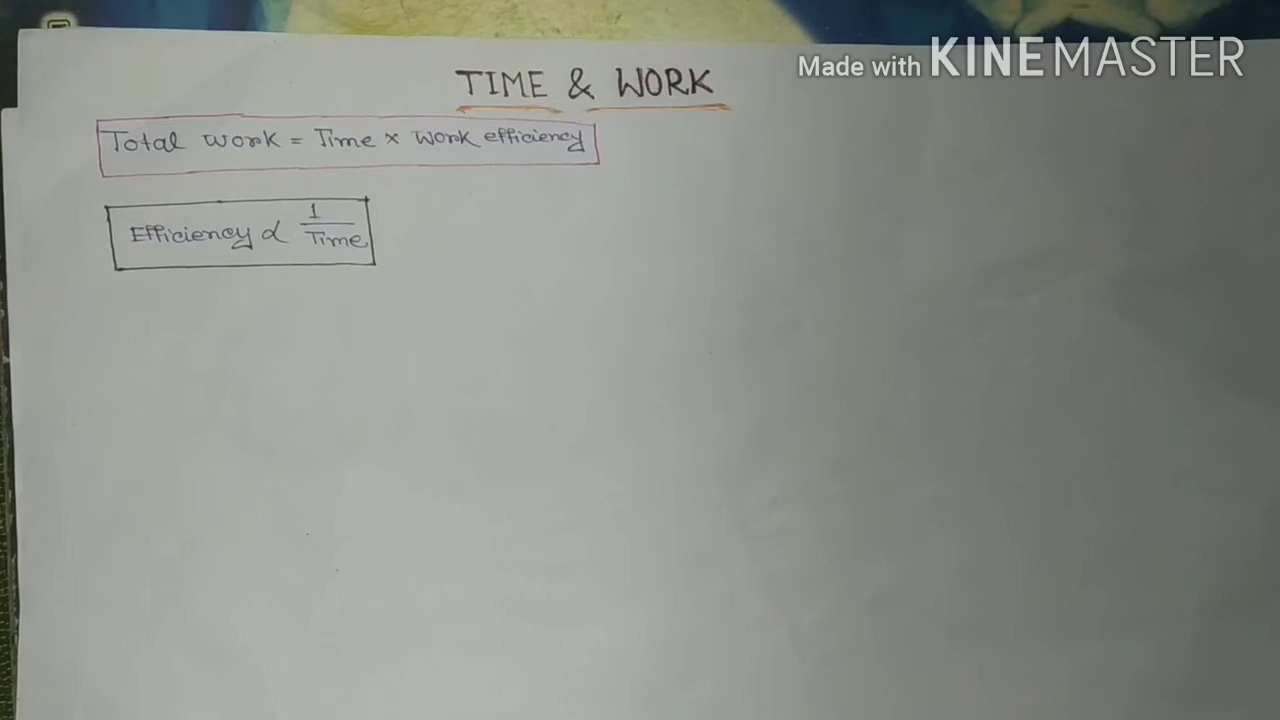 Made with KINEMASTER
TIME & WORK
Total work = Time × Work efficiency
Efficiency ∝ 1/Time